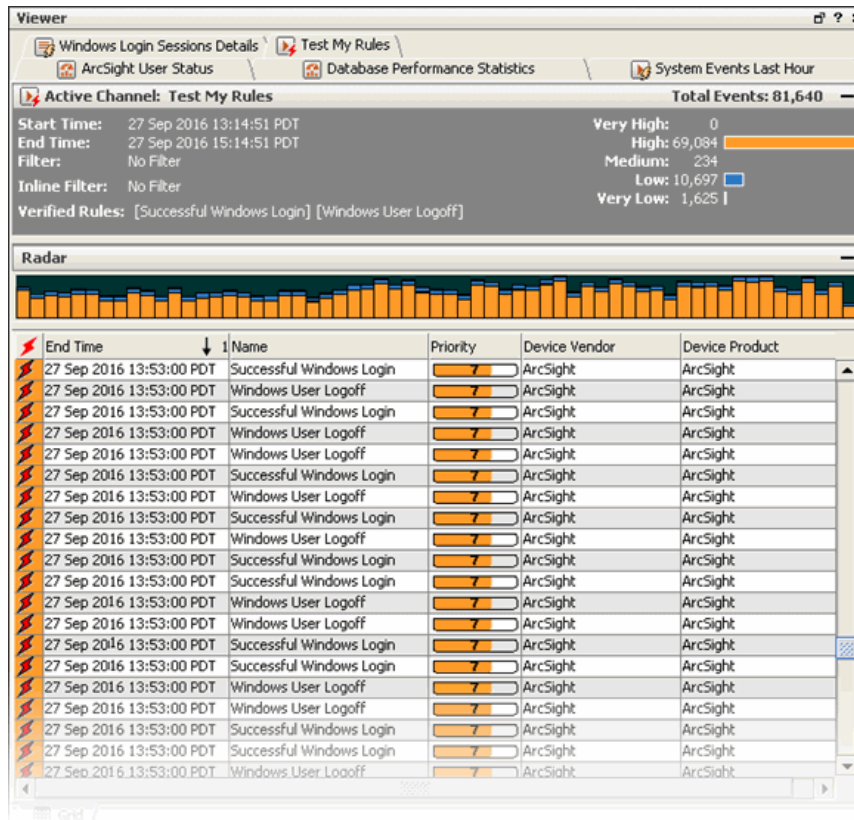 Viewer
Windows Login Sessions Details Test My Rules
ArcSight User Status Database Performance Statistics System Events Last Hour
Active Channel: Test My Rules Total Events: 81,640
Start Time: 27 Sep 2016 13:14:51 PDT Very High: 0
End Time: 27 Sep 2016 15:14:51 PDT High: 69,084
Filter: No Filter Medium: 234
Inline Filter: No Filter Low: 10,697
Verified Rules: [Successful Windows Login] [Windows User Logoff] Very Low: 1,625
Radar
End Time 1 Name Priority Device Vendor Device Product
27 Sep 2016 13:53:00 PDT Successful Windows Login 7 ArcSight ArcSight
27 Sep 2016 13:53:00 PDT Windows User Logoff 7 ArcSight ArcSight
27 Sep 2016 13:53:00 PDT Successful Windows Login 7 ArcSight ArcSight
27 Sep 2016 13:53:00 PDT Windows User Logoff 7 ArcSight ArcSight
27 Sep 2016 13:53:00 PDT Windows User Logoff 7 ArcSight ArcSight
27 Sep 2016 13:53:00 PDT Successful Windows Login 7 ArcSight ArcSight
27 Sep 2016 13:53:00 PDT Windows User Logoff 7 ArcSight ArcSight
27 Sep 2016 13:53:00 PDT Successful Windows Login 7 ArcSight ArcSight
27 Sep 2016 13:53:00 PDT Windows User Logoff 7 ArcSight ArcSight
27 Sep 2016 13:53:00 PDT Successful Windows Login 7 ArcSight ArcSight
27 Sep 2016 13:53:00 PDT Successful Windows Login 7 ArcSight ArcSight
27 Sep 2016 13:53:00 PDT Windows User Logoff 7 ArcSight ArcSight
27 Sep 2016 13:53:00 PDT Windows User Logoff 7 ArcSight ArcSight
27 Sep 2016 13:53:00 PDT Successful Windows Login 7 ArcSight ArcSight
27 Sep 2016 13:53:00 PDT Successful Windows Login 7 ArcSight ArcSight
27 Sep 2016 13:53:00 PDT Windows User Logoff 7 ArcSight ArcSight
27 Sep 2016 13:53:00 PDT Windows User Logoff 7 ArcSight ArcSight
27 Sep 2016 13:53:00 PDT Successful Windows Login 7 ArcSight ArcSight
27 Sep 2016 13:53:00 PDT Successful Windows Login 7 ArcSight ArcSight
27 Sep 2016 13:53:00 PDT Windows User Logoff 7 ArcSight ArcSight
Grid